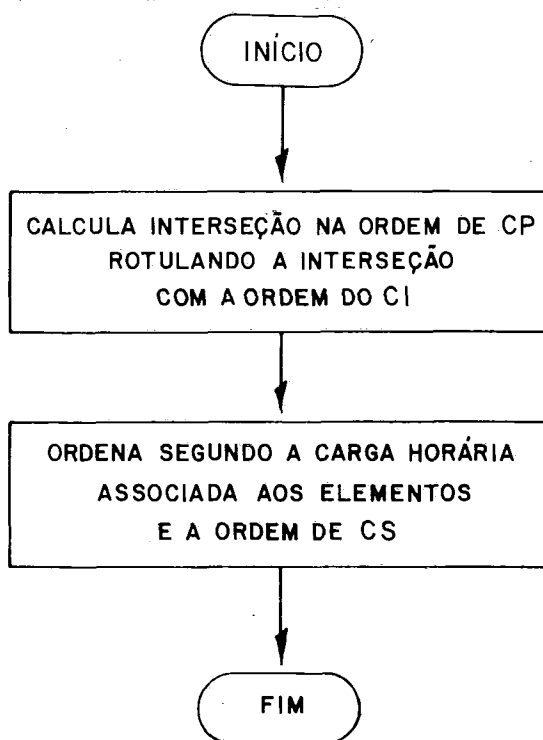 INÍCIO
CALCULA INTERSEÇÃO NA ORDEM DE CP
ROTULANDO A INTERSEÇÃO
COM A ORDEM DO CI
ORDENA SEGUNDO A CARGA HORÁRIA
ASSOCIADA AOS ELEMENTOS
E A ORDEM DE CS
FIM